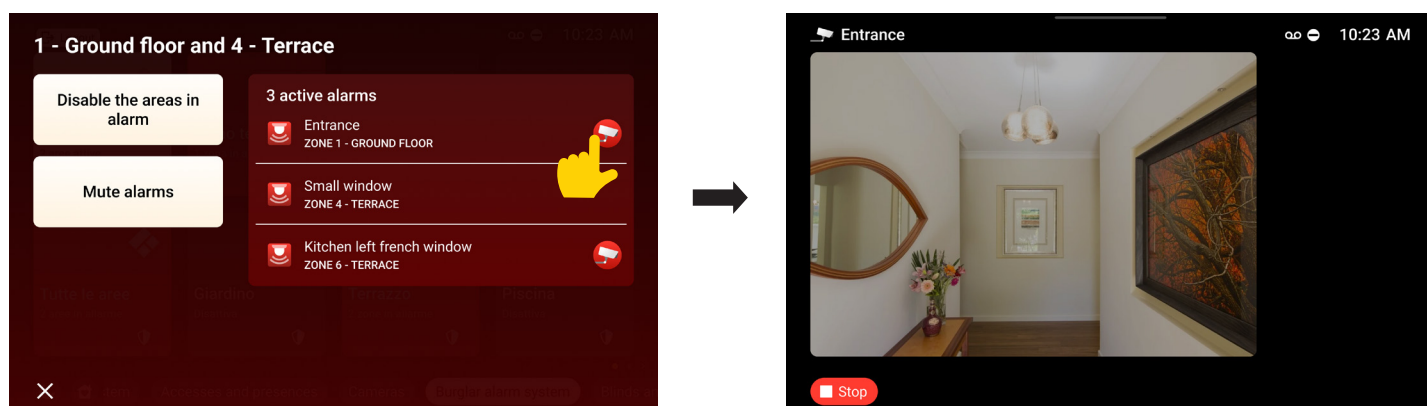 1 - Ground floor and 4 - Terrace
10:23 AM
Disable the areas in
alarm
Mute alarms
3 active alarms
Entrance
ZONE 1 - GROUND FLOOR
Small window
ZONE 4 - TERRACE
Kitchen left french window
ZONE 6 - TERRACE
Tutte le aree
Giardino
Terrazzo
Piscina
Cameras
Burglar alarm system
Entrance
10:23 AM
Stop